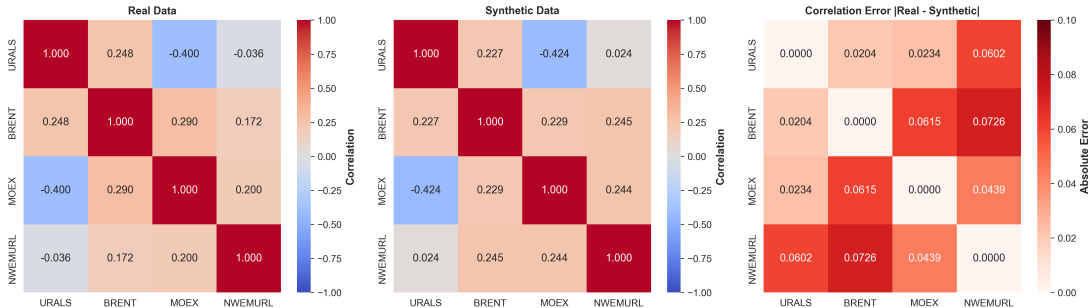 Real Data
URALS 1.000 0.248 -0.400 -0.036
BRENT 0.248 1.000 0.290 0.172
MOEX -0.400 0.290 1.000 0.200
NWEMURL -0.036 0.172 0.200 1.000
URALS BRENT MOEX NWEMURL
1.00
0.75
0.50
0.25
0.00
−0.25
−0.50
−0.75
−1.00
Correlation
Synthetic Data
URALS 1.000 0.227 -0.424 0.024
BRENT 0.227 1.000 0.229 0.245
MOEX -0.424 0.229 1.000 0.244
NWEMURL 0.024 0.245 0.244 1.000
URALS BRENT MOEX NWEMURL
1.00
0.75
0.50
0.25
0.00
−0.25
−0.50
−0.75
−1.00
Correlation
Correlation Error |Real - Synthetic|
URALS 0.0000 0.0204 0.0234 0.0602
BRENT 0.0204 0.0000 0.0615 0.0726
MOEX 0.0234 0.0615 0.0000 0.0439
NWEMURL 0.0602 0.0726 0.0439 0.0000
URALS BRENT MOEX NWEMURL
0.10
0.08
0.06
0.04
0.02
0.00
Absolute Error